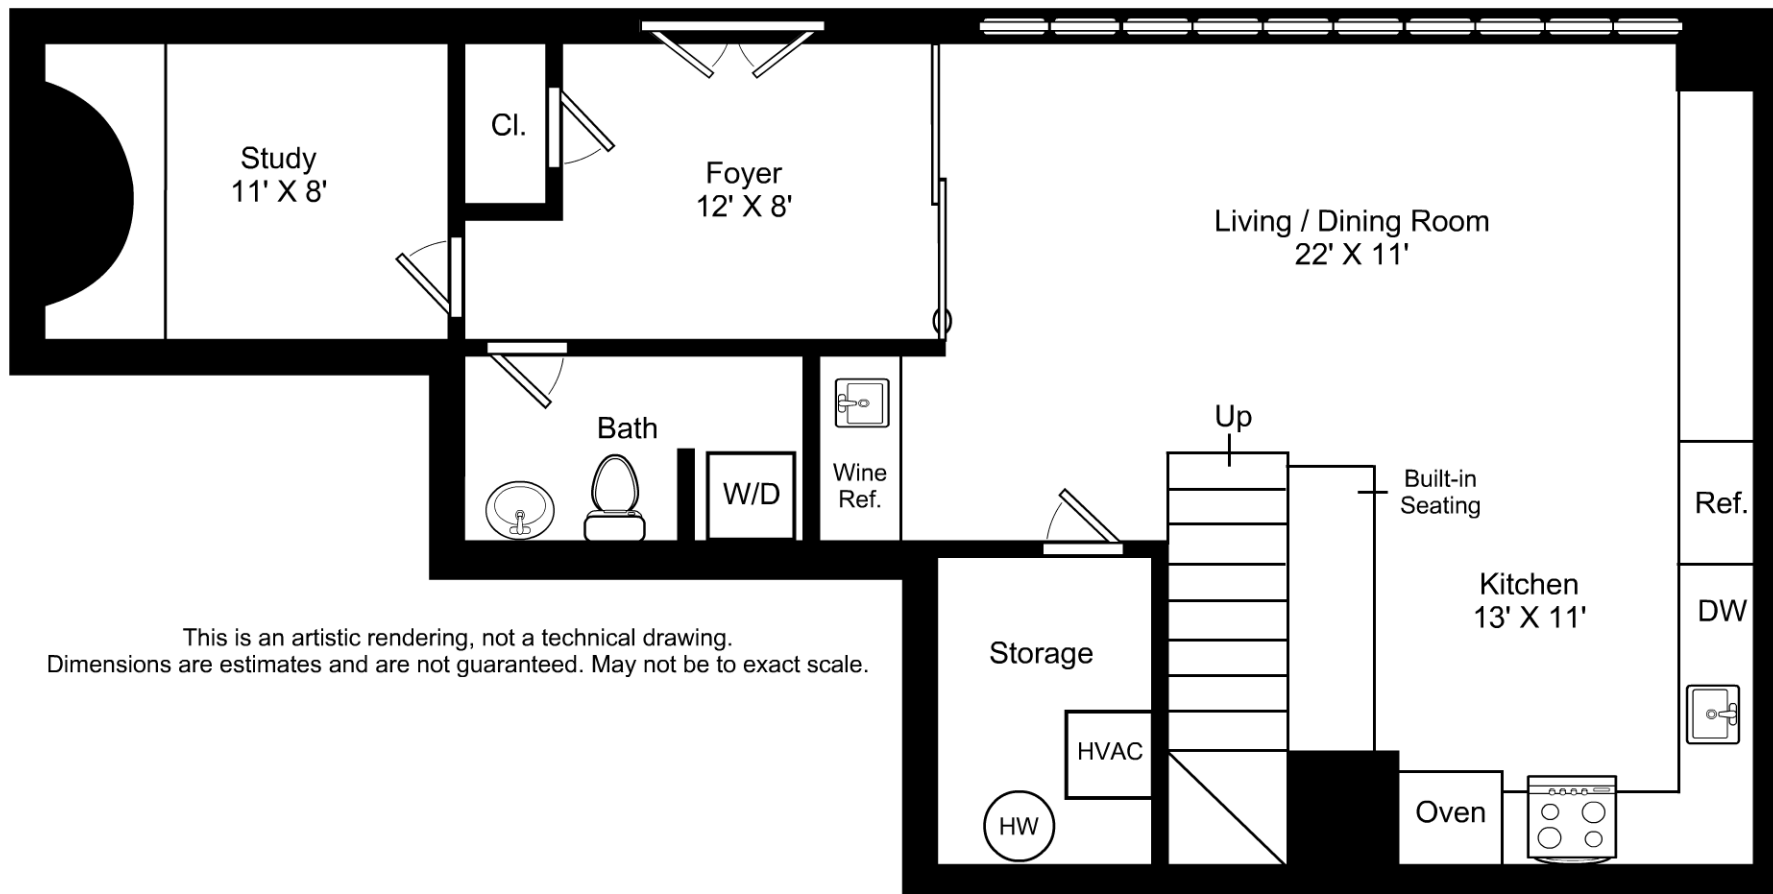 Study
11' X 8'
Cl.
Foyer
12' X 8'
Living / Dining Room
22' X 11'
Up
Bath
W/D
Wine
Ref.
Built-in
Seating
Ref.
Kitchen
13' X 11'
DW
This is an artistic rendering, not a technical drawing.
Dimensions are estimates and are not guaranteed. May not be to exact scale.
Storage
HVAC
HW
Oven